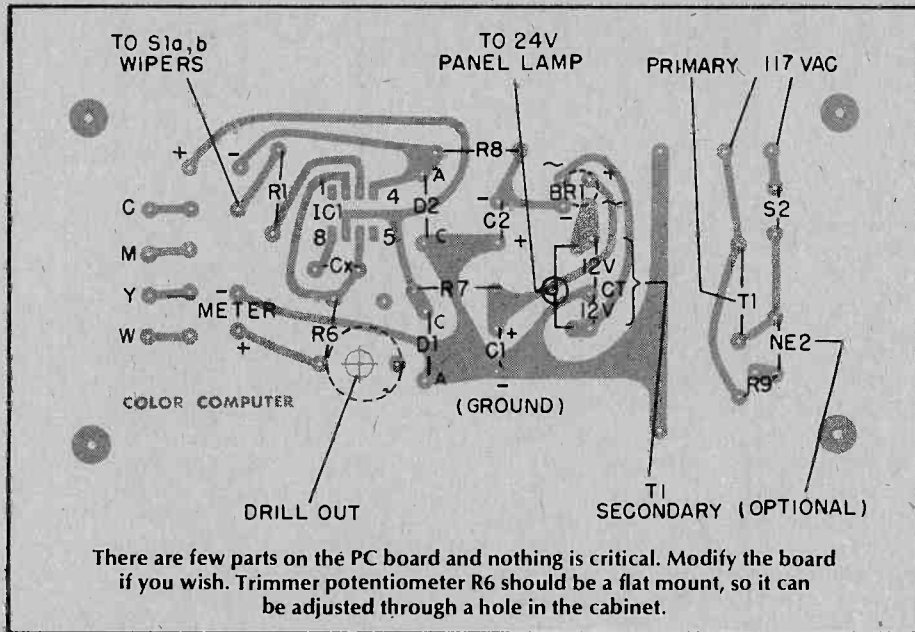 TO S1a,b
WIPERS
TO 24V
PANEL LAMP
PRIMARY
117 VAC
+
-
R8
~
+
A
BR1
R1
1
4
C
IC1
D2
-
C2
~
S2
8
5
-
M
C
+
12V
-Cx-
Y
-
R7
CT
METER
12V
T1
R6
C
W
D1
+
NE2
+
C1
A
-
R9
COLOR COMPUTER
(GROUND)
DRILL OUT
T1
SECONDARY
(OPTIONAL)
There are few parts on the PC board and nothing is critical. Modify the board
if you wish. Trimmer potentiometer R6 should be a flat mount, so it can
be adjusted through a hole in the cabinet.